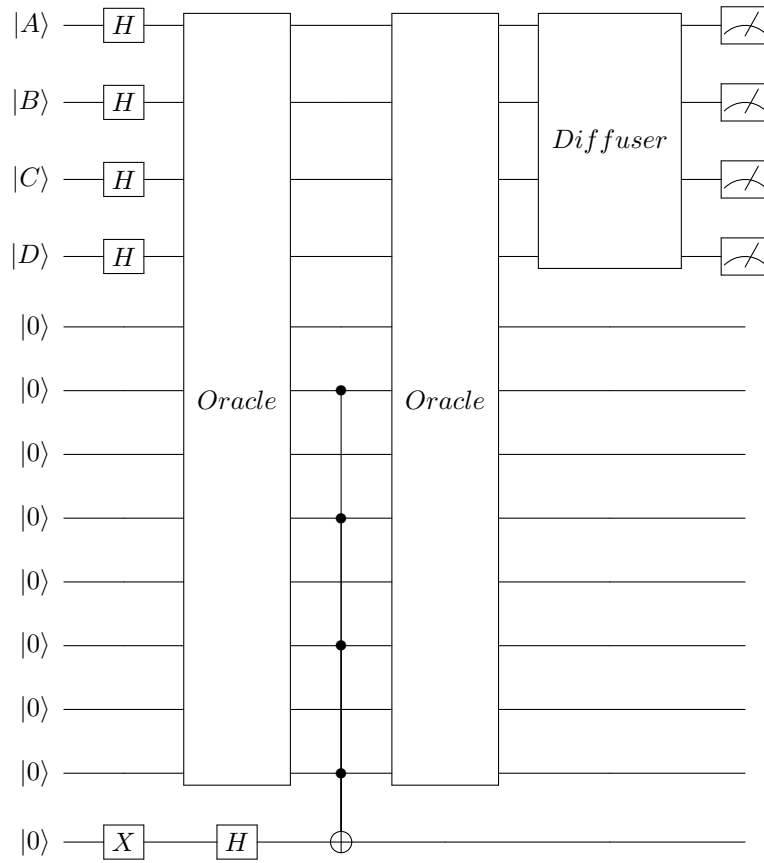 |A⟩ H
|B⟩ H Diffuser
|C⟩ H
|D⟩ H
|0⟩
|0⟩ Oracle Oracle
|0⟩
|0⟩
|0⟩
|0⟩
|0⟩
|0⟩
|0⟩ X H